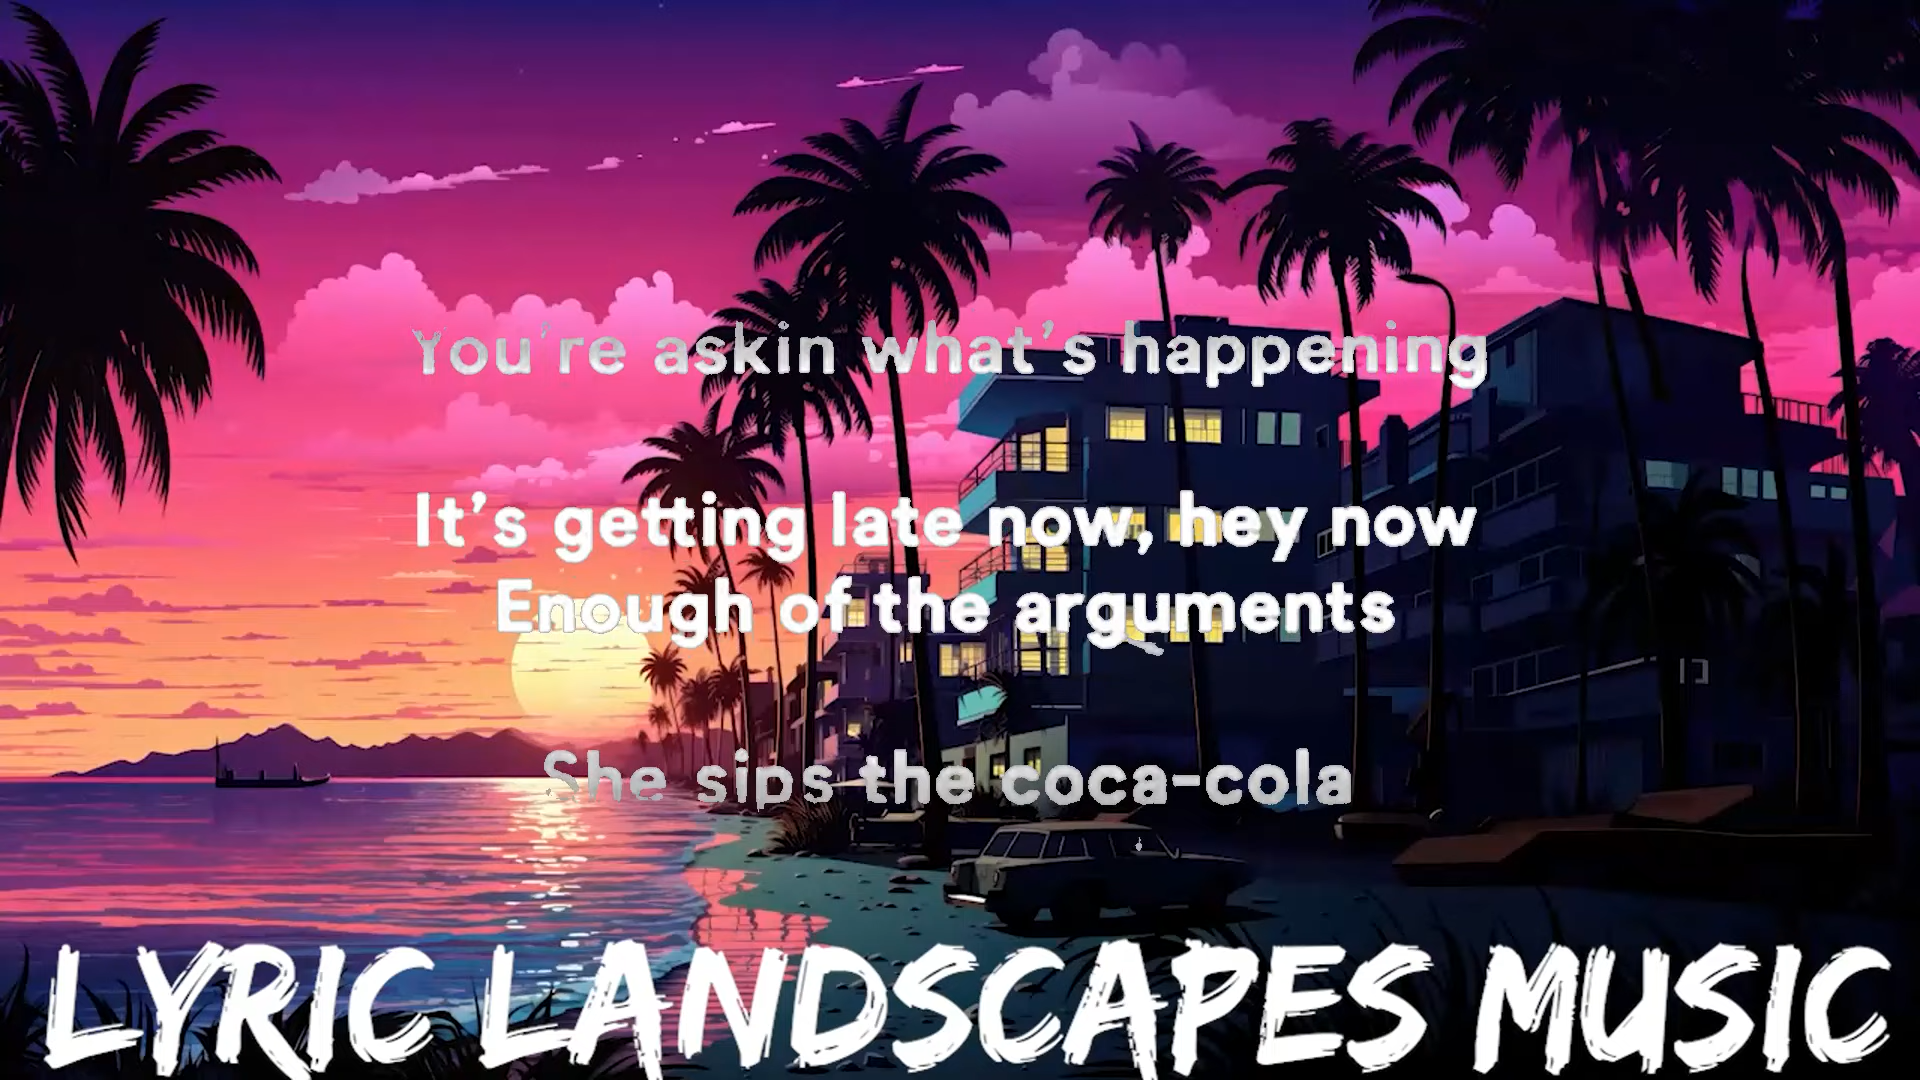 You're askin what's happening
It's getting late now, hey now
Enough of the arguments
She sips the coca-cola
LYRIC LANDSCAPES MUSIC